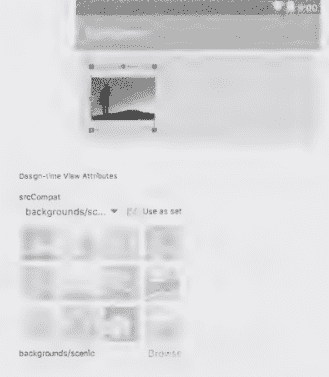 Design-time View Attributes
srcCompat
backgrounds/sc... Use as set
backgrounds/scenic
Browse